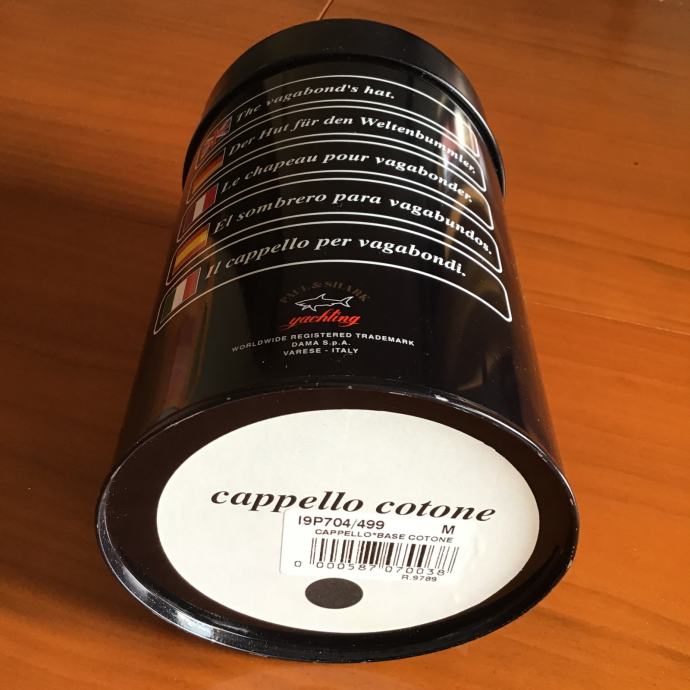 The vagabond's hat.
Der Hut für den Weltenbummler.
Le chapeau pour vagabonder.
El sombrero para vagabundos.
Il cappello per vagabondi.
PAUL & SHARK
yachting
WORLDWIDE REGISTERED TRADEMARK
DAMA S.p.A.
VARESE - ITALY
cappello cotone
I9P704/499 M
CAPPELLO*BASE COTONE
0 000587 070038
R.9789